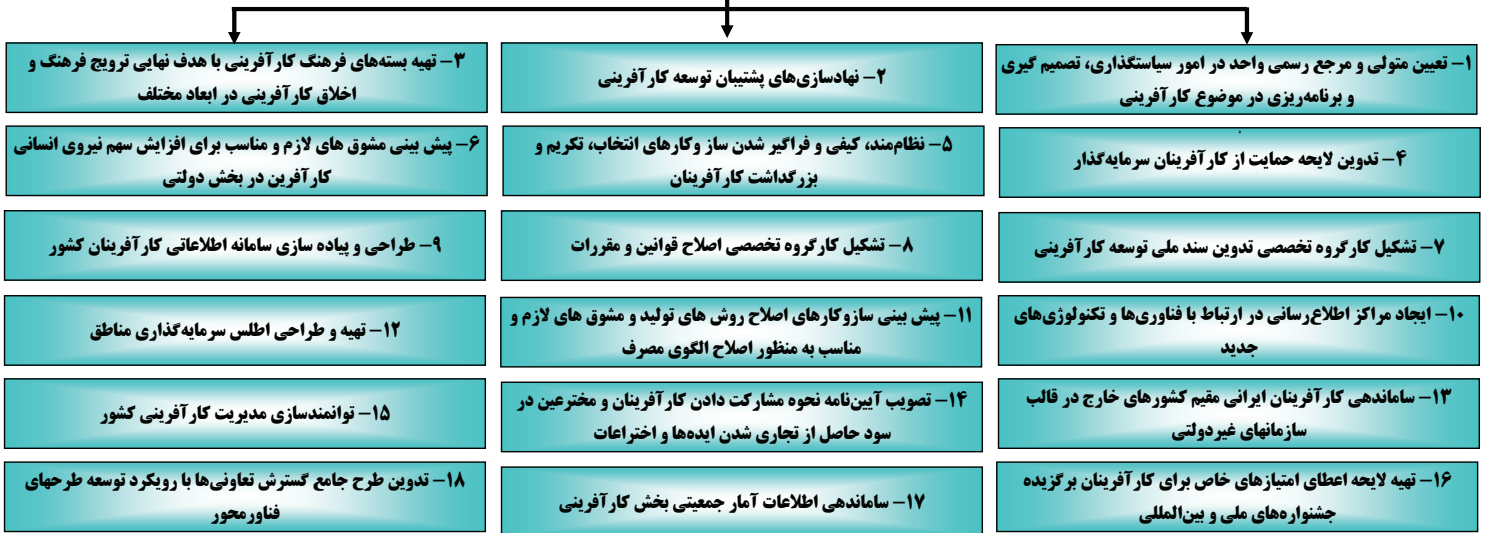 ۱- تعیین متولی و مرجع رسمی واحد در امور سیاستگذاری، تصمیم گیری
و برنامه‌ریزی در موضوع کارآفرینی
۲- نهادسازی‌های پشتیبان توسعه کارآفرینی
۳- تهیه بسته‌های فرهنگ کارآفرینی با هدف نهایی ترویج فرهنگ و
اخلاق کارآفرینی در ابعاد مختلف
۴- تدوین لایحه حمایت از کارآفرینان سرمایه‌گذار
۵- نظام‌مند، کیفی و فراگیر شدن ساز وکارهای انتخاب، تکریم و
بزرگداشت کارآفرینان
۶- پیش بینی مشوق های لازم و مناسب برای افزایش سهم نیروی انسانی
کارآفرین در بخش دولتی
۷- تشکیل کارگروه تخصصی تدوین سند ملی توسعه کارآفرینی
۸- تشکیل کارگروه تخصصی اصلاح قوانین و مقررات
۹- طراحی و پیاده سازی سامانه اطلاعاتی کارآفرینان کشور
۱۰- ایجاد مراکز اطلاع‌رسانی در ارتباط با فناوری‌ها و تکنولوژی‌های
جدید
۱۱- پیش بینی سازوکارهای اصلاح روش های تولید و مشوق های لازم و
مناسب به منظور اصلاح الگوی مصرف
۱۲- تهیه و طراحی اطلس سرمایه‌گذاری مناطق
۱۳- ساماندهی کارآفرینان ایرانی مقیم کشورهای خارج در قالب
سازمانهای غیردولتی
۱۴- تصویب آیین‌نامه نحوه مشارکت دادن کارآفرینان و مخترعین در
سود حاصل از تجاری شدن ایده‌ها و اختراعات
۱۵- توانمندسازی مدیریت کارآفرینی کشور
۱۶- تهیه لایحه اعطای امتیازهای خاص برای کارآفرینان برگزیده
جشنواره‌های ملی و بین‌المللی
۱۷- ساماندهی اطلاعات آمار جمعیتی بخش کارآفرینی
۱۸- تدوین طرح جامع گسترش تعاونی‌ها با رویکرد توسعه طرحهای
فناورمحور